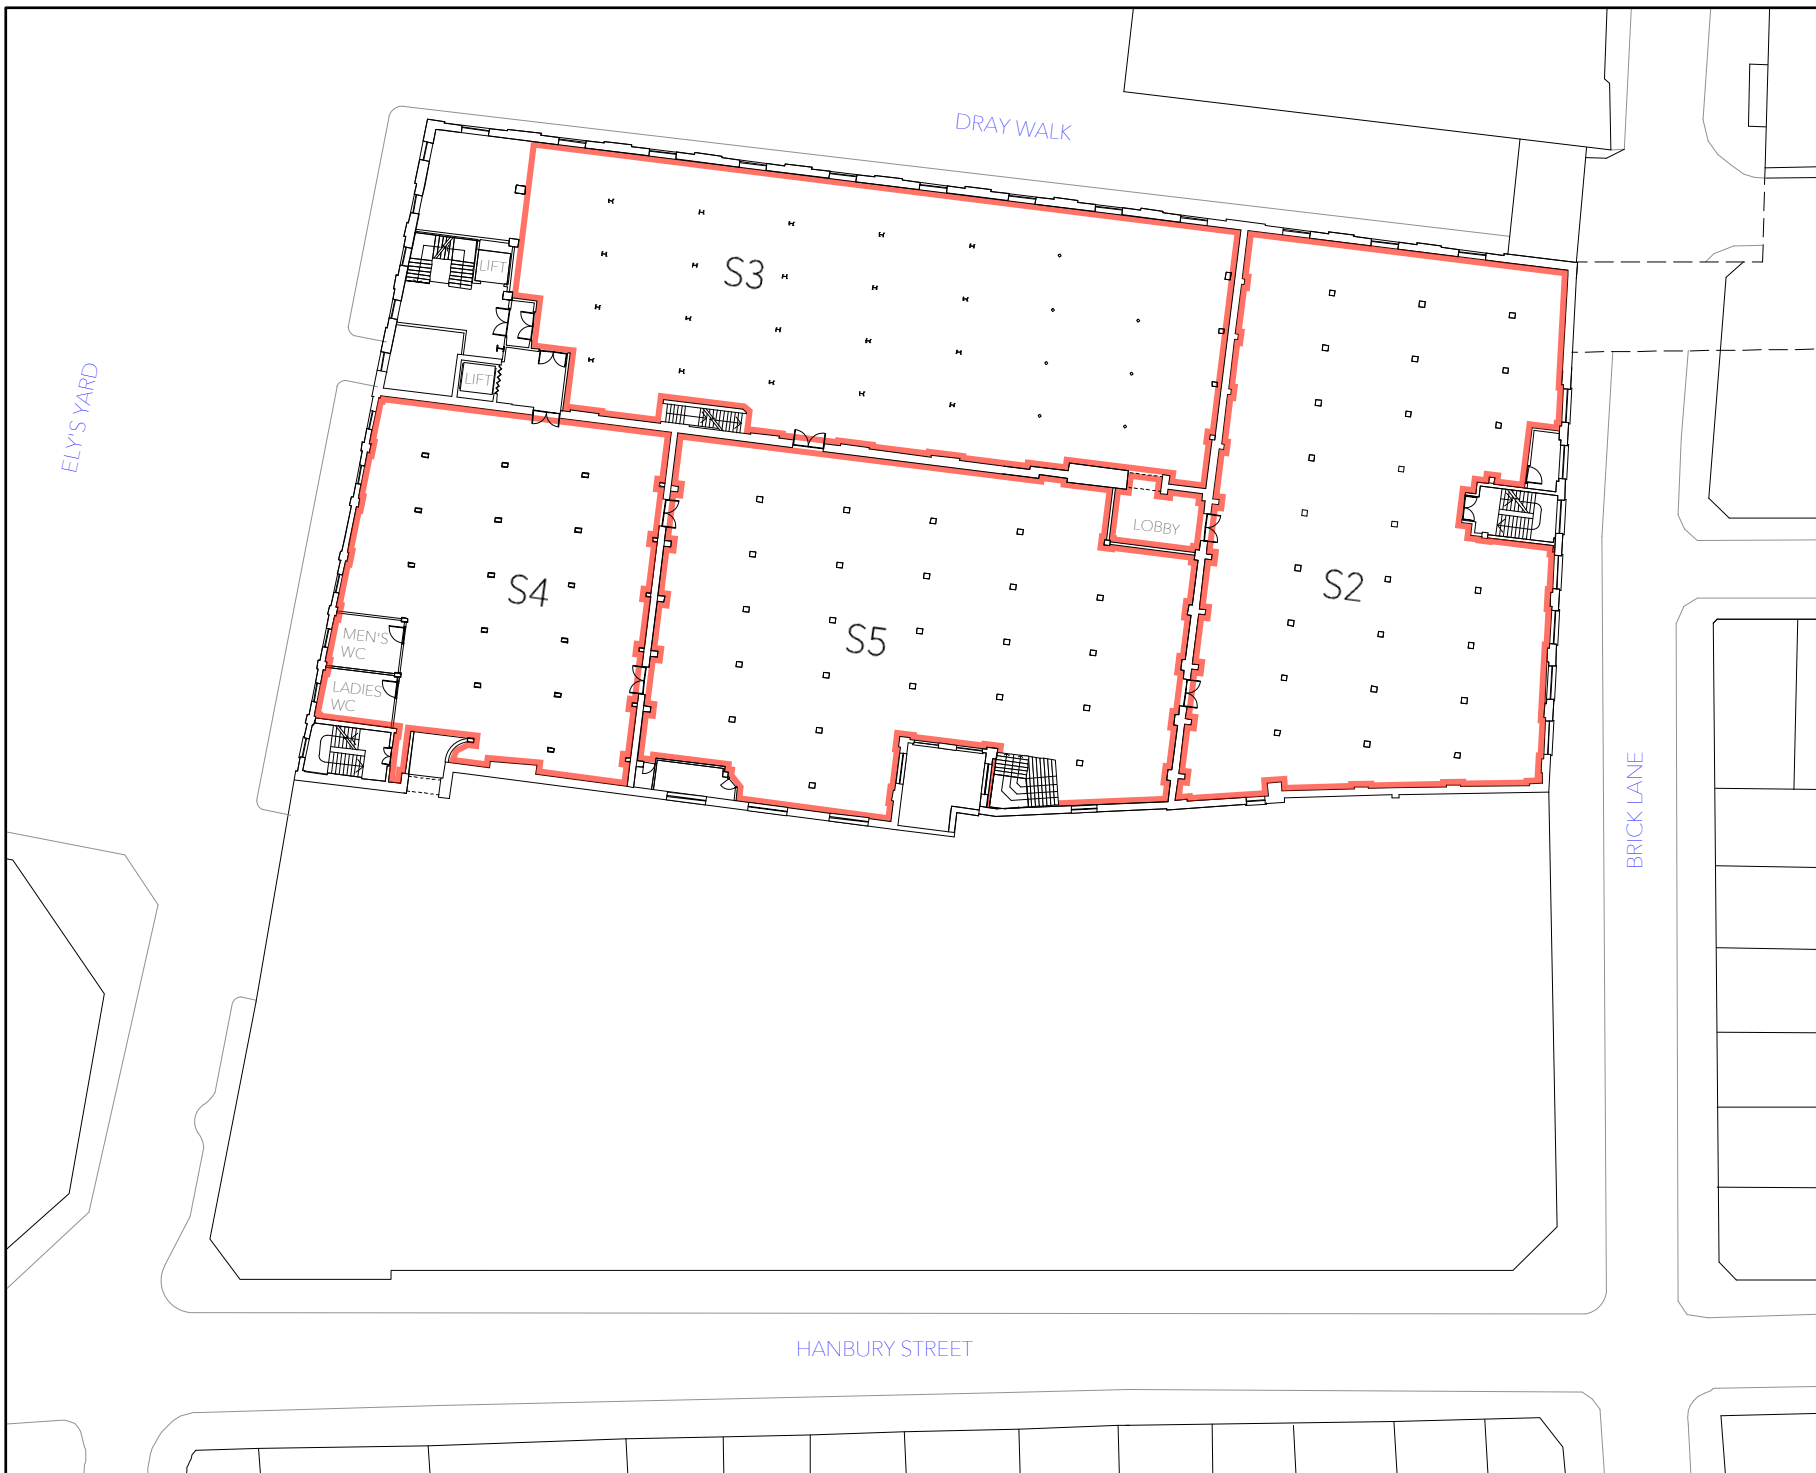 DRAY WALK
S3
LIFT
LIFT
ELY'S YARD
LOBBY
S4
S2
S5
MEN'S
WC
LADIES
WC
BRICK LANE
HANBURY STREET